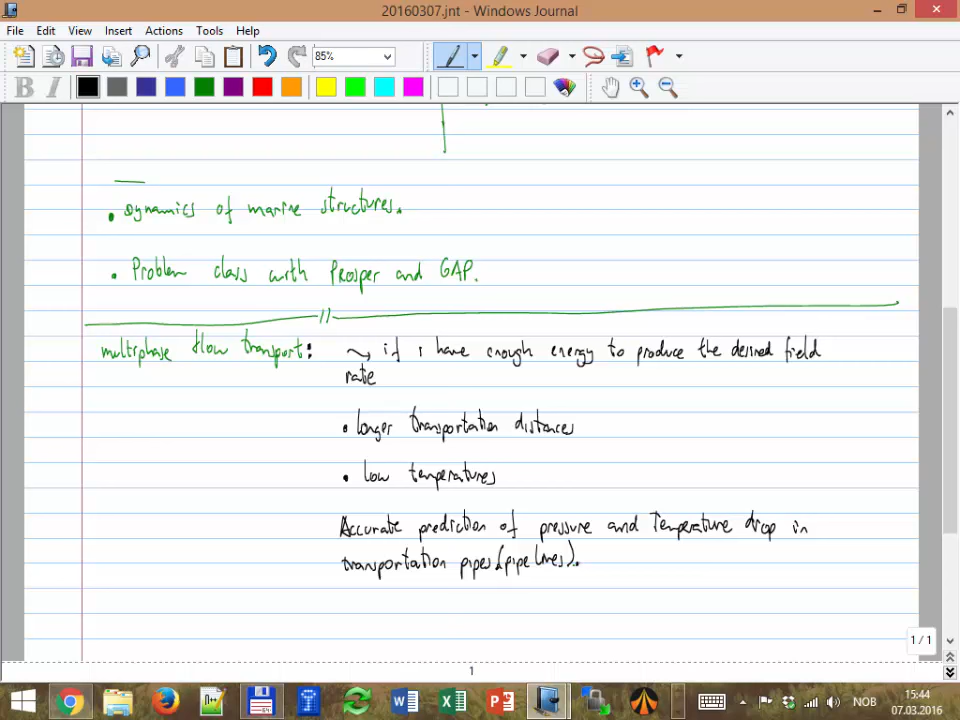 20160307.jnt - Windows Journal
File Edit View Insert Actions Tools Help
85%
B I
• Dynamics of marine structures.
• Problem class with Prosper and GAP.
multiphase flow transport: → if i have enough energy to produce the desired field
rate
• longer transportation distances
• low temperatures
Accurate prediction of pressure and Temperature drop in
transportation pipes (pipe lines).
1 / 1
1
NOB
15:44
07.03.2016